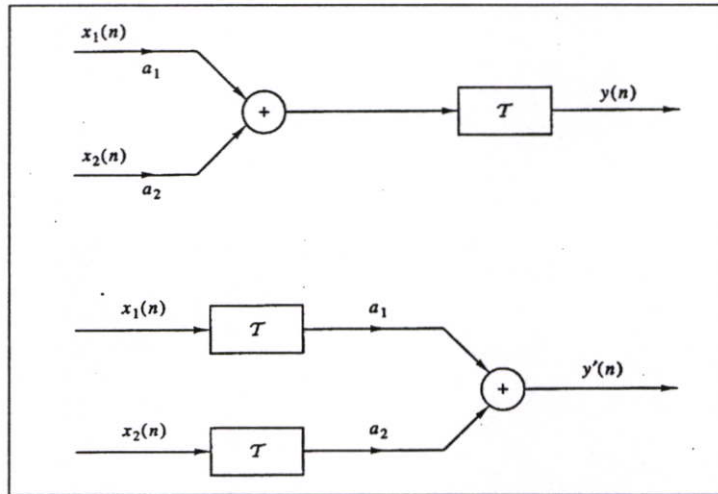 x₁(n)
a₁
+
𝒯
y(n)
x₂(n)
a₂
x₁(n)
𝒯
a₁
+
y′(n)
x₂(n)
𝒯
a₂